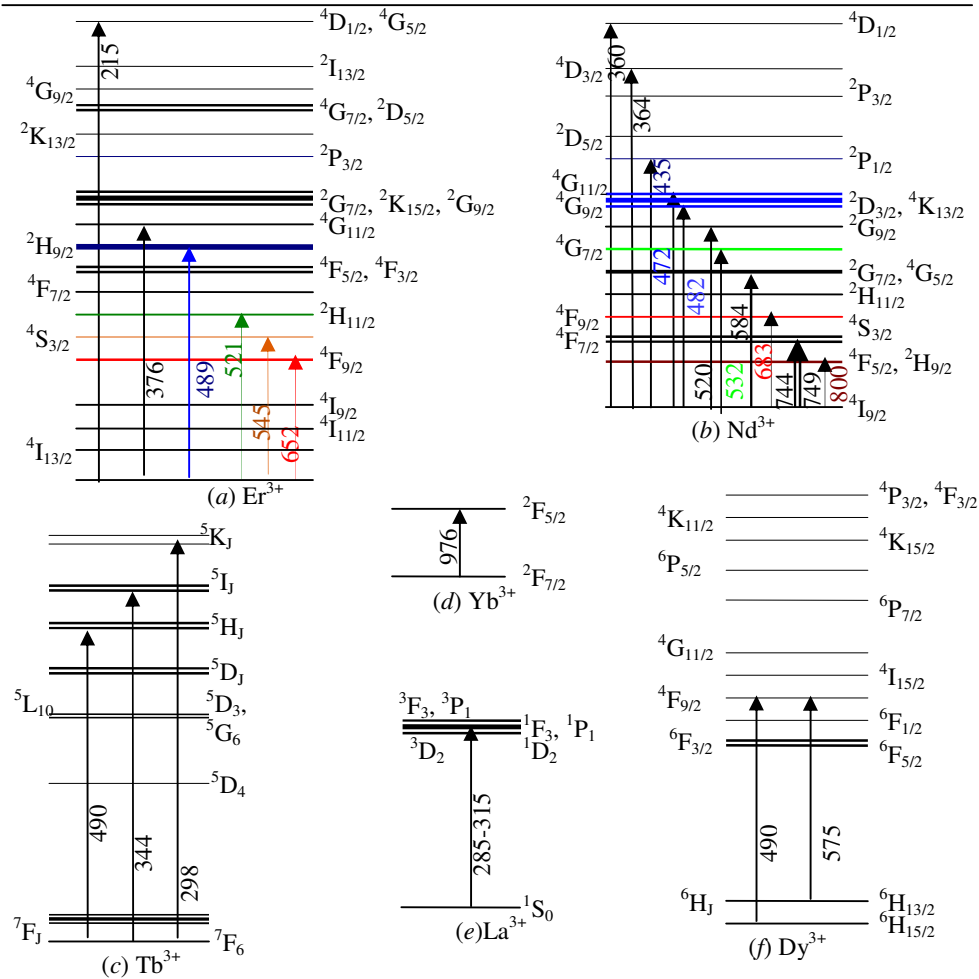 4D1/2, 4G5/2
215
2I13/2
4G9/2
4G7/2, 2D5/2
2K13/2
2P3/2
2G7/2, 2K15/2, 2G9/2
4G11/2
2H9/2
4F5/2, 4F3/2
4F7/2
2H11/2
4S3/2
4F9/2
376
489
521
545
652
4I9/2
4I11/2
4I13/2
(a) Er3+
4D1/2
360
4D3/2
364
2P3/2
2D5/2
2P1/2
435
4G11/2
4G9/2
2D3/2, 4K13/2
2G9/2
4G7/2
472
482
2G7/2, 4G5/2
2H11/2
584
4F9/2
4S3/2
4F7/2
683
4F5/2, 2H9/2
520
532
744
749
800
4I9/2
(b) Nd3+
5KJ
5IJ
5HJ
5DJ
5L10
5D3,
5G6
5D4
490
344
298
7FJ
7F6
(c) Tb3+
2F5/2
976
2F7/2
(d) Yb3+
3F3, 3P1
1F3, 1P1
3D2
1D2
285-315
1S0
(e)La3+
4P3/2, 4F3/2
4K11/2
4K15/2
6P5/2
6P7/2
4G11/2
4I15/2
4F9/2
6F1/2
6F3/2
6F5/2
490
575
6HJ
6H13/2
6H15/2
(f) Dy3+